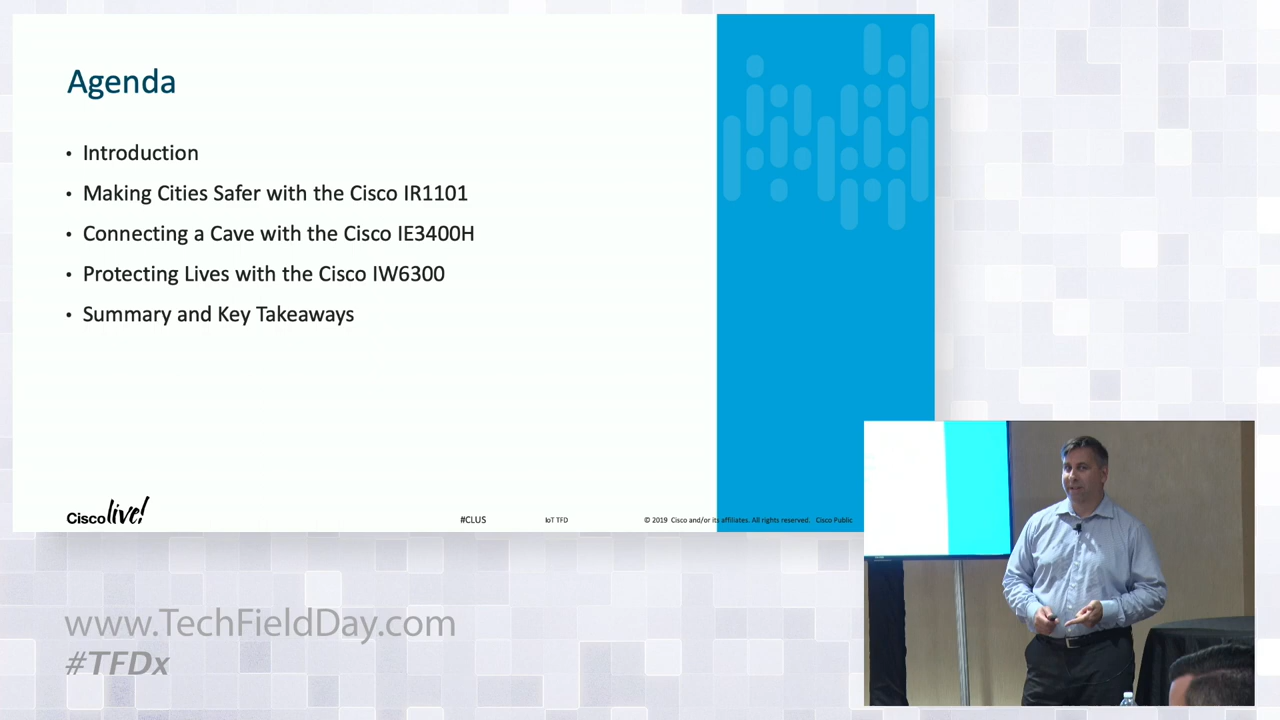 Agenda
• Introduction
• Making Cities Safer with the Cisco IR1101
• Connecting a Cave with the Cisco IE3400H
• Protecting Lives with the Cisco IW6300
• Summary and Key Takeaways
Cisco live!
#CLUS
IoT TFD
© 2019 Cisco and/or its affiliates. All rights reserved. Cisco Public
www.TechFieldDay.com
#TFDx